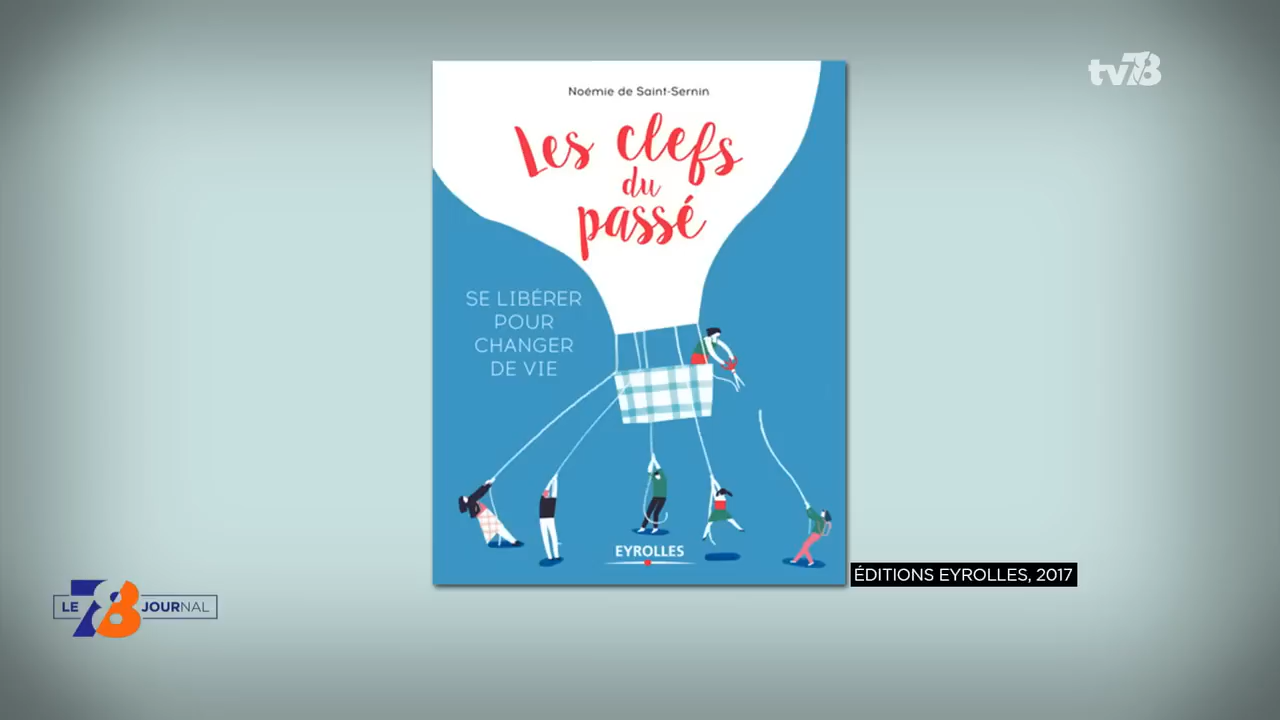 tv78
Noémie de Saint-Sernin
Les clefs
du
passé
SE LIBÉRER
POUR
CHANGER
DE VIE
EYROLLES
ÉDITIONS EYROLLES, 2017
LE 78 JOURNAL